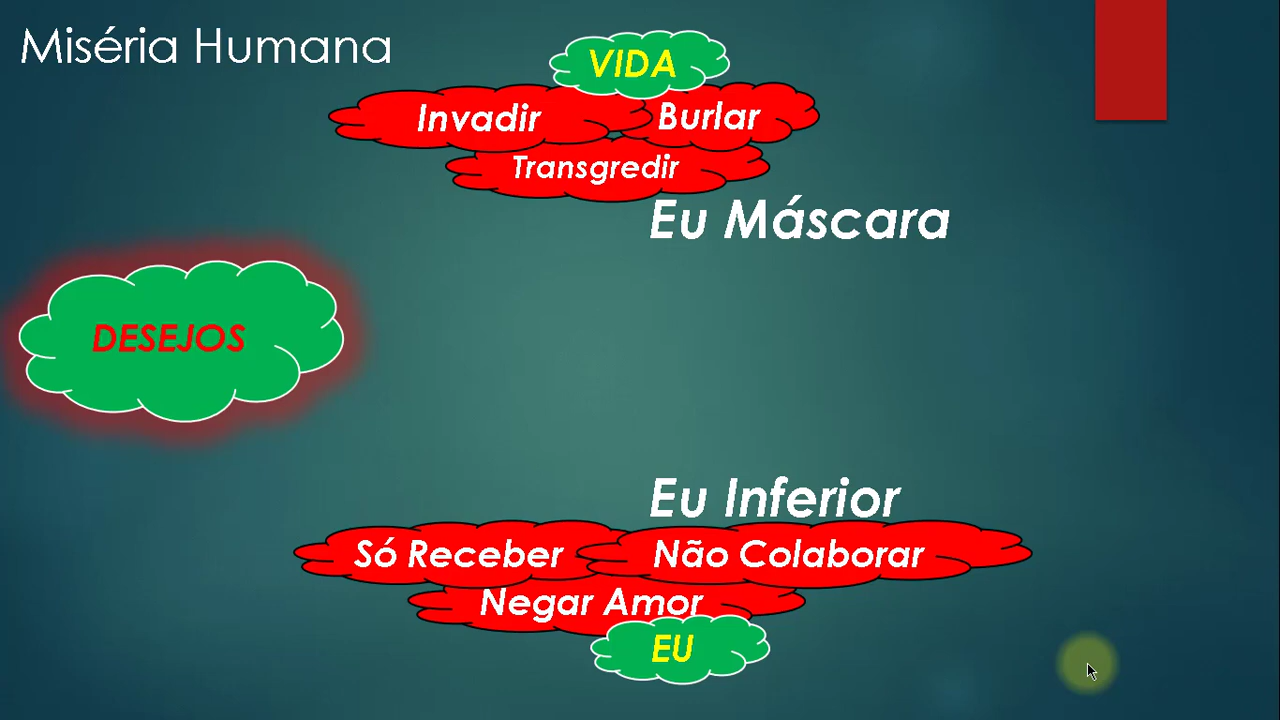 Miséria Humana
VIDA
Invadir
Burlar
Transgredir
Eu Máscara
DESEJOS
Eu Inferior
Só Receber
Não Colaborar
Negar Amor
EU